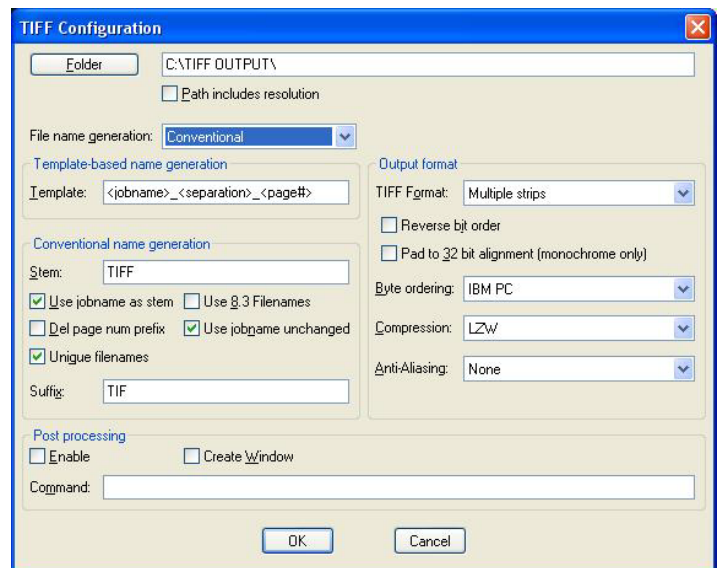 TIFF Configuration
Folder
C:\TIFF OUTPUT\
Path includes resolution
File name generation: Conventional
Template-based name generation
Template: <jobname>_<separation>_<page#>
Conventional name generation
Stem: TIFF
Use jobname as stem Use 8.3 Filenames
Del page num prefix Use jobname unchanged
Unique filenames
Suffix: TIF
Output format
TIFF Format: Multiple strips
Reverse bit order
Pad to 32 bit alignment (monochrome only)
Byte ordering: IBM PC
Compression: LZW
Anti-Aliasing: None
Post processing
Enable Create Window
Command:
OK Cancel